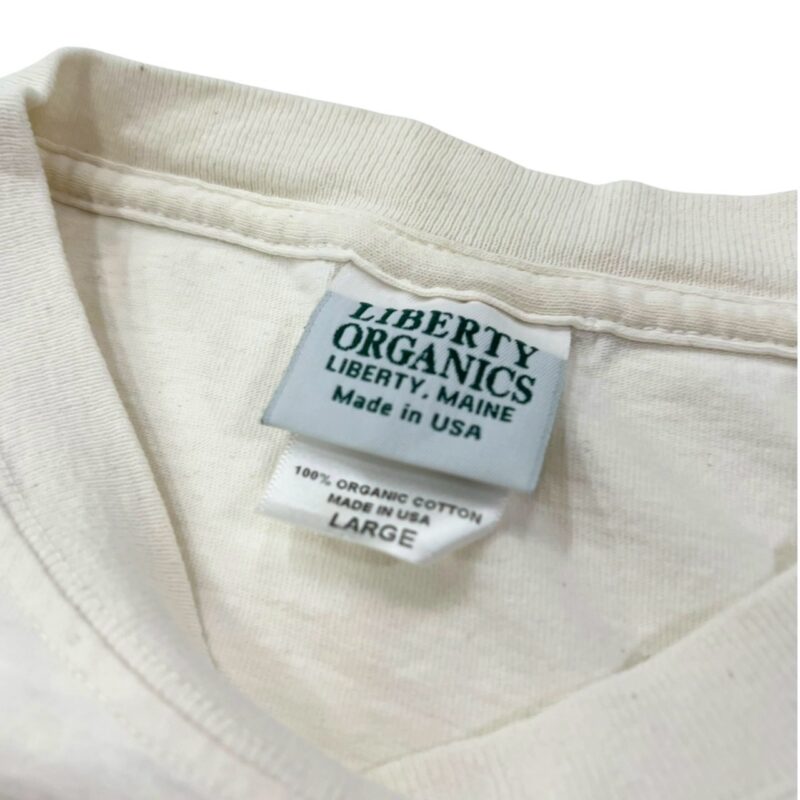 LIBERTY
ORGANICS
LIBERTY, MAINE
Made in USA
100% ORGANIC COTTON
MADE IN USA
LARGE